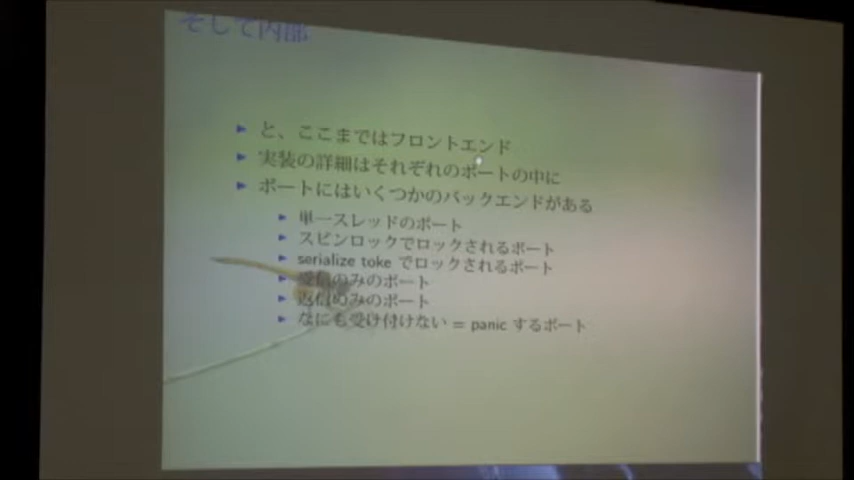 そして内部
と、ここまではフロントエンド
実装の詳細はそれぞれのポートの中に
ポートにはいくつかのバックエンドがある
単一スレッドのポート
スピンロックでロックされるポート
serialize toke でロックされるポート
受信のみのポート
返信のみのポート
なにも受け付けない = panic するポート